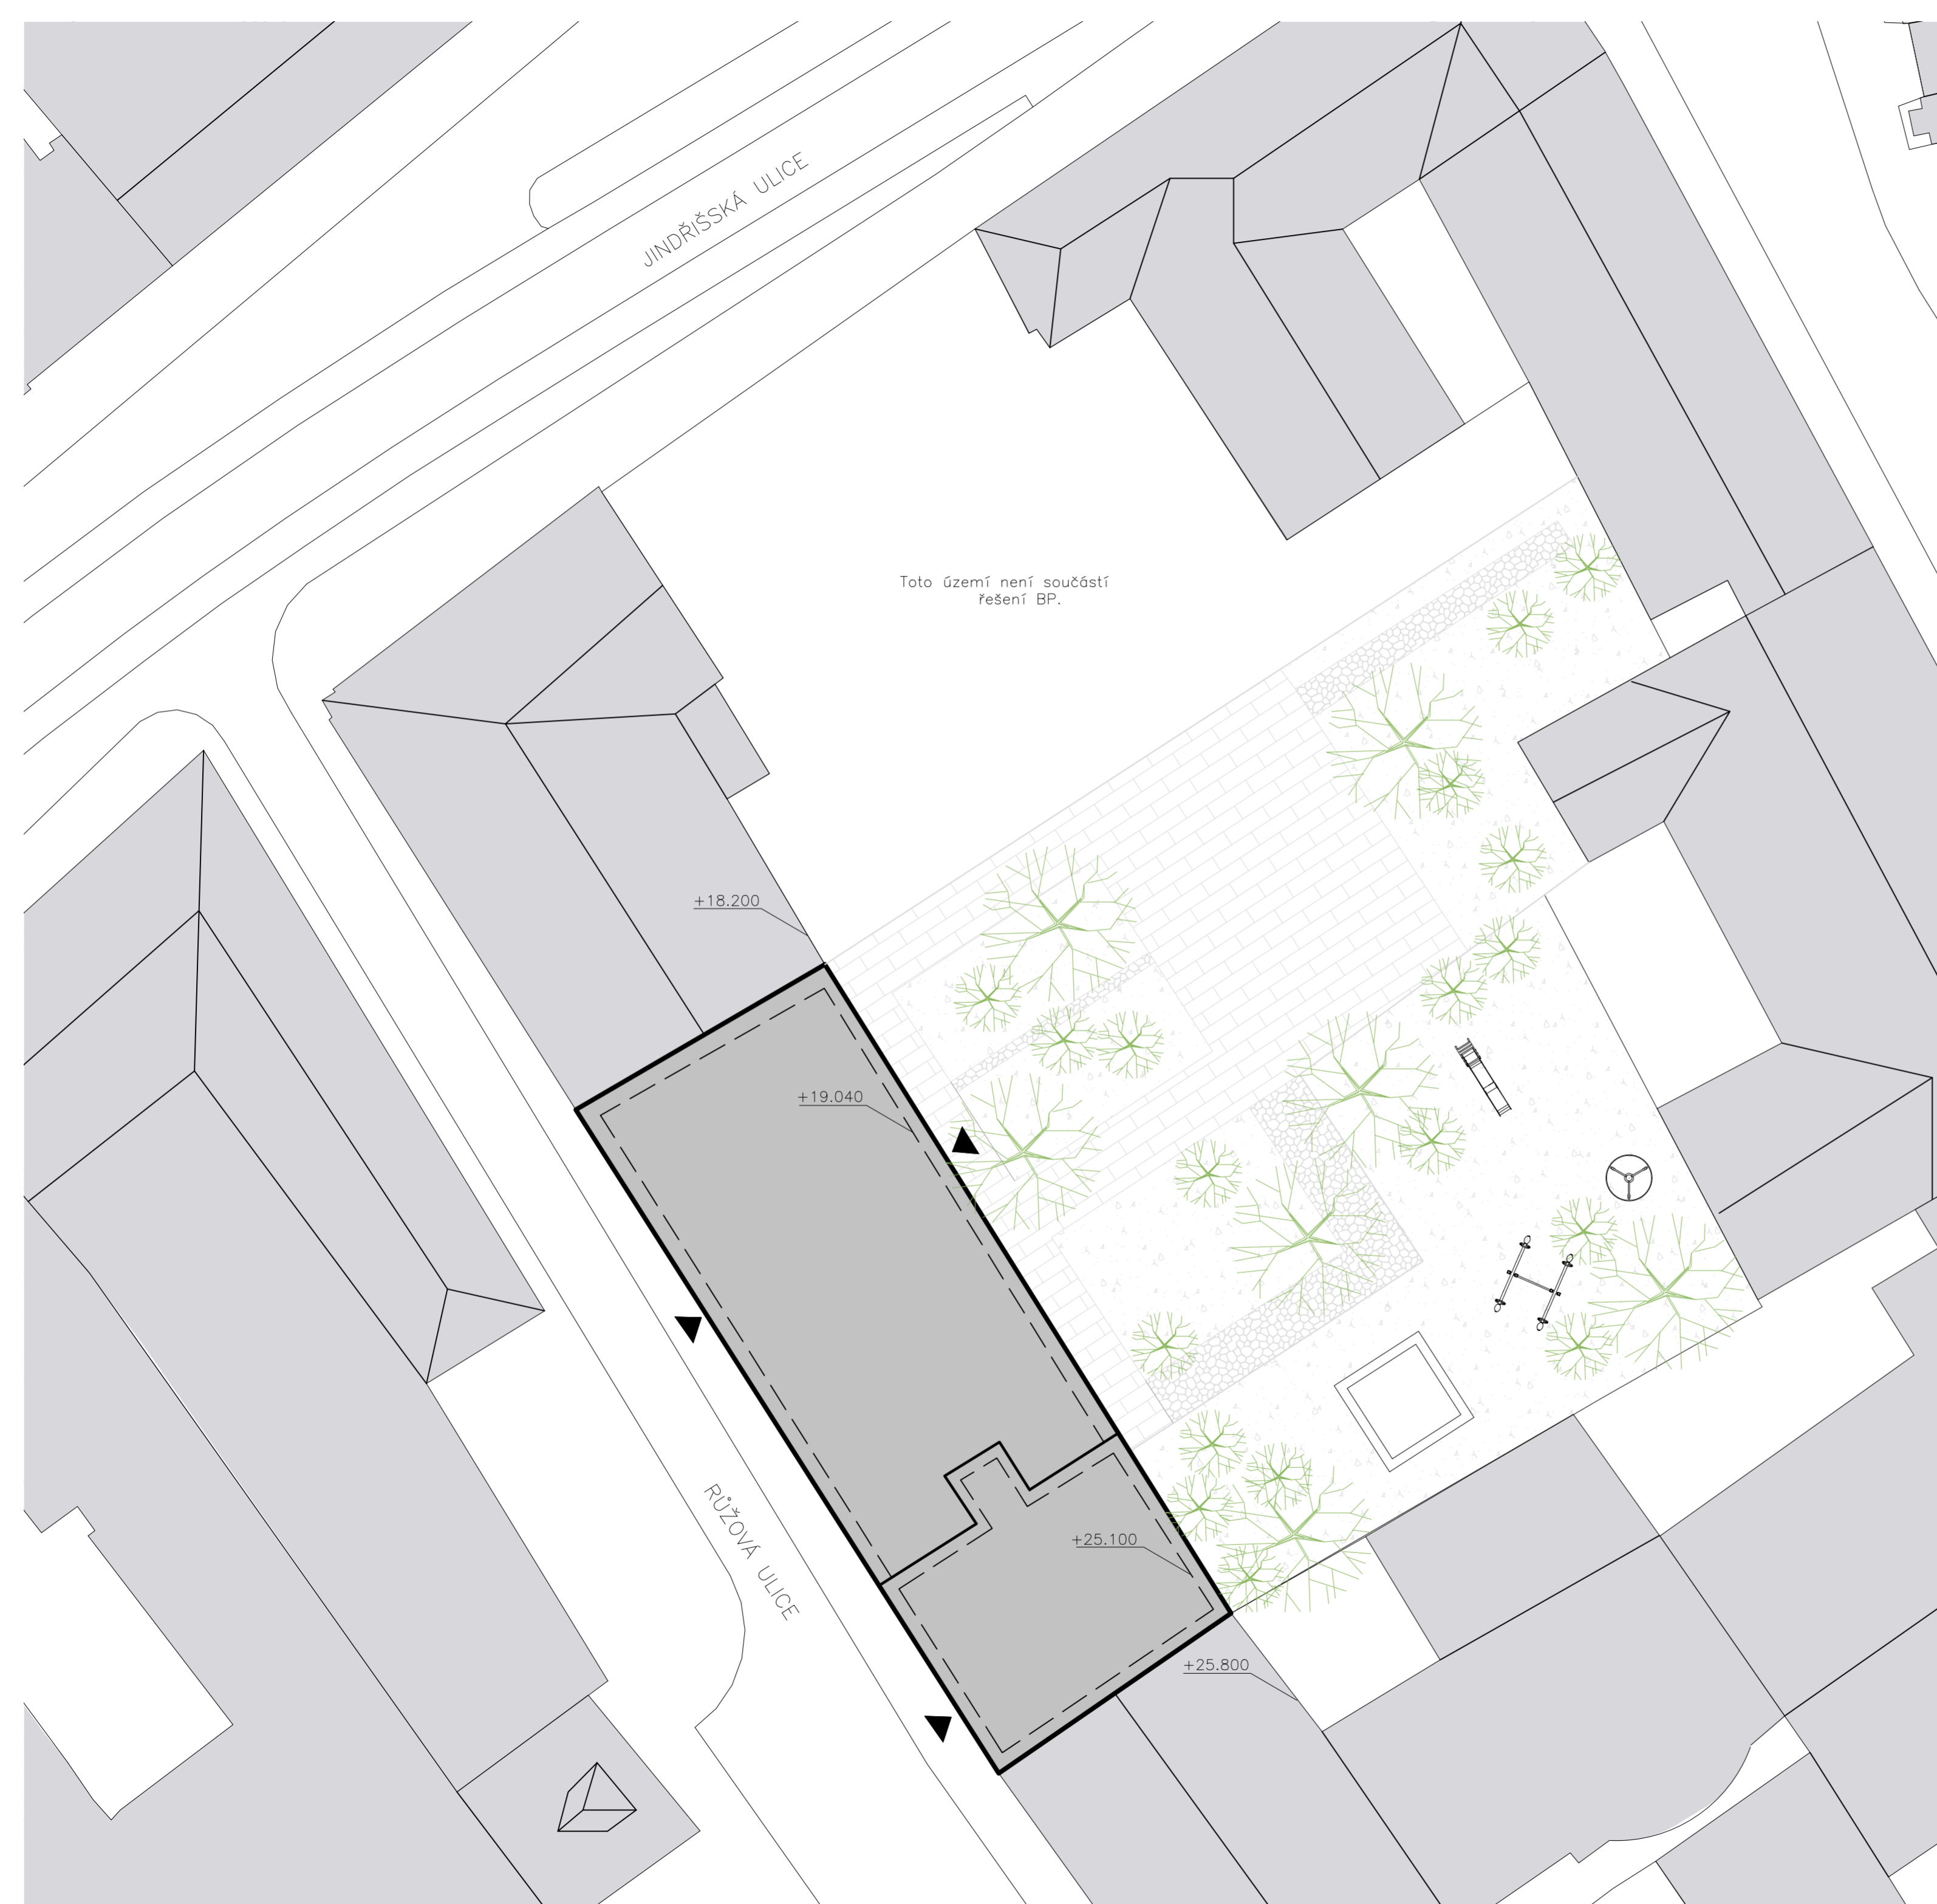 JINDŘIŠSKÁ ULICE
Toto území není součástí
řešení BP.
+18.200
+19.040
RŮŽOVÁ ULICE
+25.100
+25.800